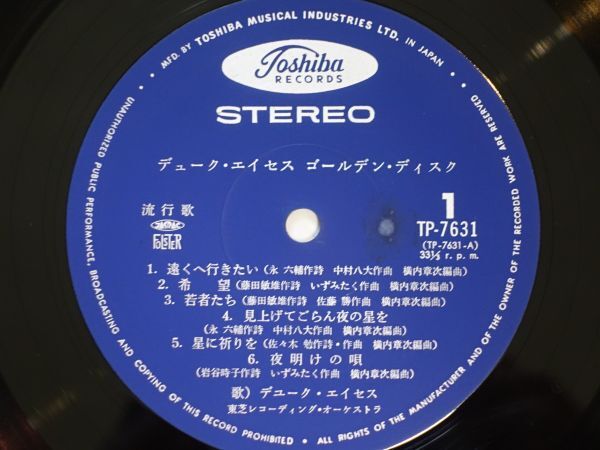 MFD. BY TOSHIBA MUSICAL INDUSTRIES LTD. IN JAPAN
Toshiba
RECORDS
STEREO
デューク・エイセス ゴールデン・ディスク
流行歌
1
TP-7631
(TP-7631-A)
33⅓ r. p. m.
1. 遠くへ行きたい (永 六輔作詩 中村八大作曲 横内章次編曲)
2. 希 望 (藤田敏雄作詩 いずみたく作曲 横内章次編曲)
3. 若者たち (藤田敏雄作詩 佐藤 勝作曲 横内章次編曲)
4. 見上げてごらん夜の星を
(永 六輔作詩 中村八大作曲 横内章次編曲)
5. 星に祈りを (佐々木 勉作詩・作曲 横内章次編曲)
6. 夜明けの唄
(岩谷時子作詩 いずみたく作曲 横内章次編曲)
歌) デューク・エイセス
東芝レコーディング・オーケストラ
UNAUTHORIZED PUBLIC PERFORMANCE, BROADCASTING AND COPYING OF THIS RECORD PROHIBITED • ALL RIGHTS OF THE MANUFACTURER AND OF THE OWNER OF THE RECORDED WORK ARE RESERVED